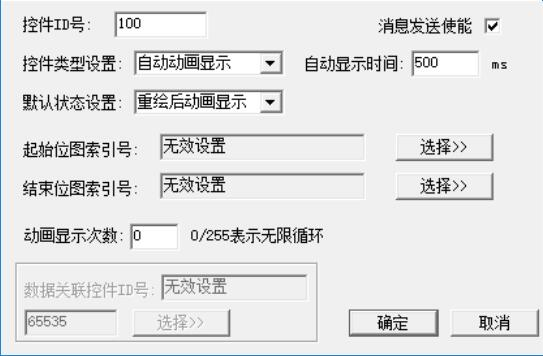 控件ID号: 100 消息发送使能
控件类型设置: 自动动画显示 自动显示时间: 500 ms
默认状态设置: 重绘后动画显示
起始位图索引号: 无效设置 选择>>
结束位图索引号: 无效设置 选择>>
动画显示次数: 0 0/255表示无限循环
数据关联控件ID号: 无效设置
65535 选择>>
确定 取消